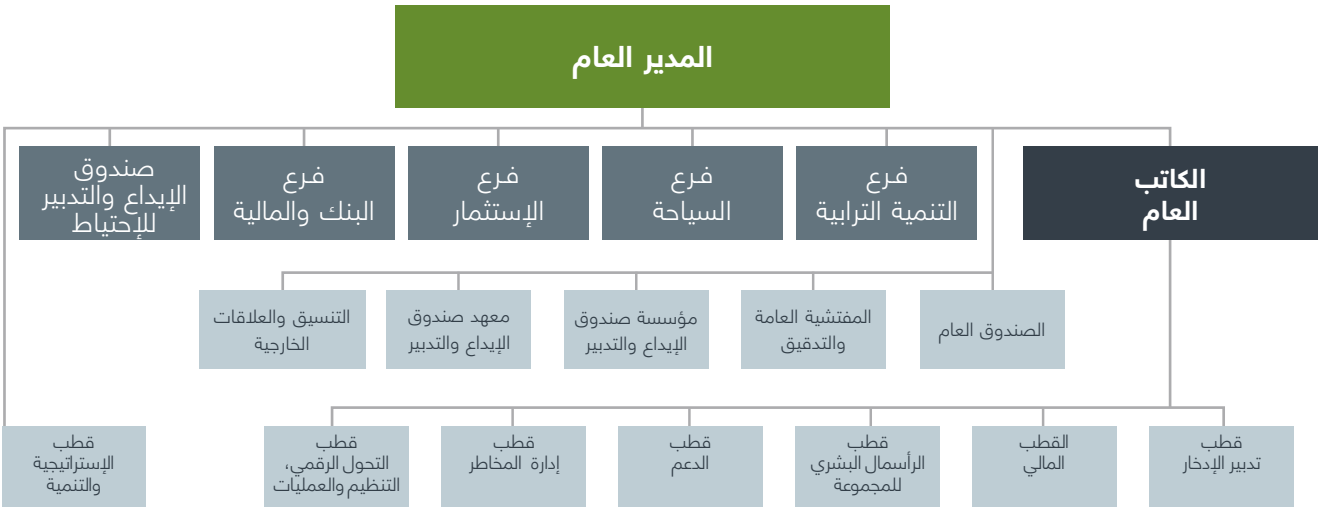 المدير العام
الكاتب
العام
فرع
التنمية الترابية
فرع
السياحة
فرع
الإستثمار
فرع
البنك والمالية
صندوق
الإيداع والتدبير
للإحتياط
الصندوق العام
المفتشية العامة
والتدقيق
مؤسسة صندوق
الإيداع والتدبير
معهد صندوق
الإيداع والتدبير
التنسيق والعلاقات
الخارجية
قطب
تدبير الإدخار
القطب
المالي
قطب
الرأسمال البشري
للمجموعة
قطب
الدعم
قطب
إدارة المخاطر
قطب
التحول الرقمي،
التنظيم والعمليات
قطب
الإستراتيجية
والتنمية